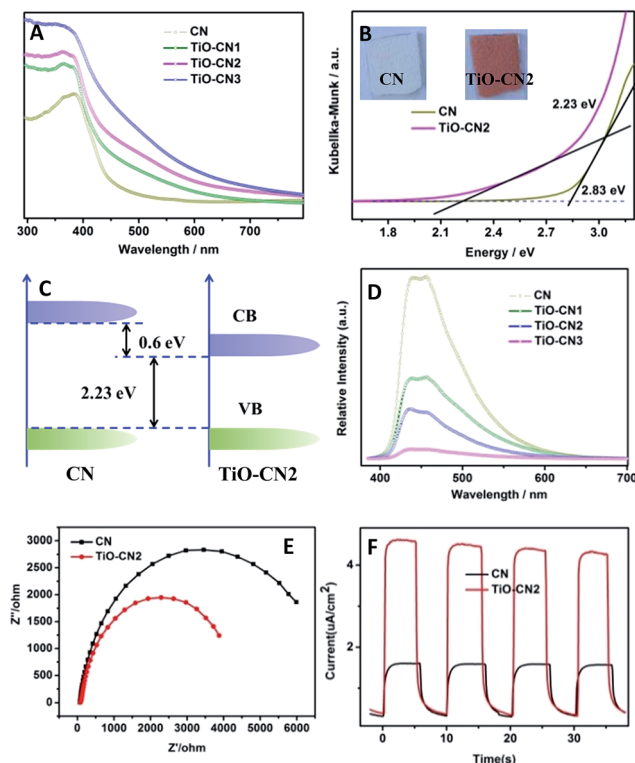 A
CN
TiO-CN1
TiO-CN2
TiO-CN3
300 400 500 600 700
Wavelength / nm
B
CN
TiO-CN2
CN
TiO-CN2
2.23 eV
2.83 eV
Kubellka-Munk / a.u.
1.8 2.1 2.4 2.7 3.0
Energy / eV
C
CB
0.6 eV
2.23 eV
VB
CN
TiO-CN2
D
CN
TiO-CN1
TiO-CN2
TiO-CN3
Relative Intensity (a.u.)
400 500 600 700
Wavelength / nm
E
CN
TiO-CN2
Z''/ohm
3000
2500
2000
1500
1000
500
0
0 1000 2000 3000 4000 5000 6000
Z'/ohm
F
CN
TiO-CN2
Current(uA/cm2)
4
2
0 10 20 30
Time(s)